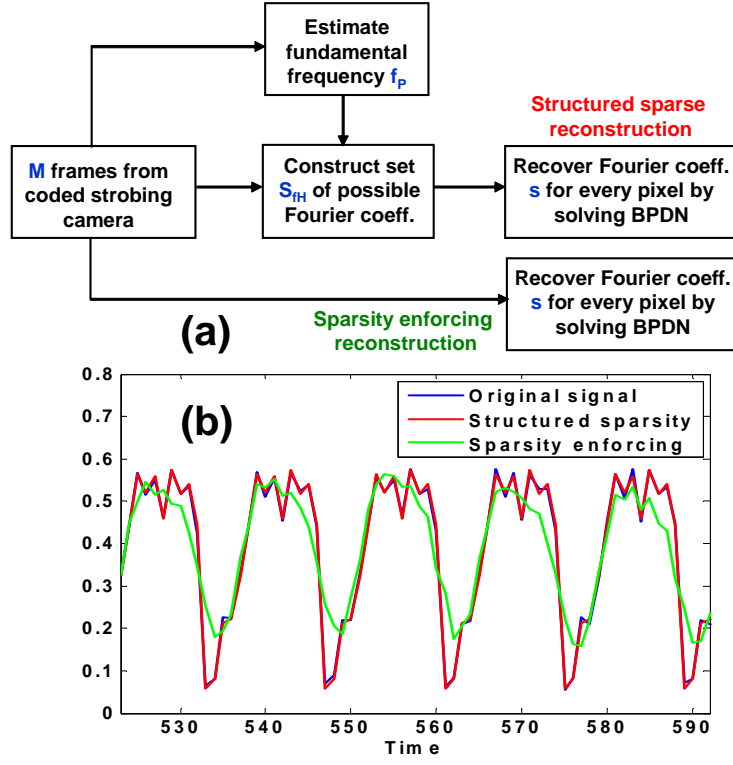 Estimate
fundamental
frequency f_P
Structured sparse
reconstruction
M frames from
coded strobing
camera
Construct set
S_fH of possible
Fourier coeff.
Recover Fourier coeff.
s for every pixel by
solving BPDN
Recover Fourier coeff.
s for every pixel by
solving BPDN
(a)
Sparsity enforcing
reconstruction
(b)
Original signal
Structured sparsity
Sparsity enforcing
0.8
0.7
0.6
0.5
0.4
0.3
0.2
0.1
0
530 540 550 560 570 580 590
Time